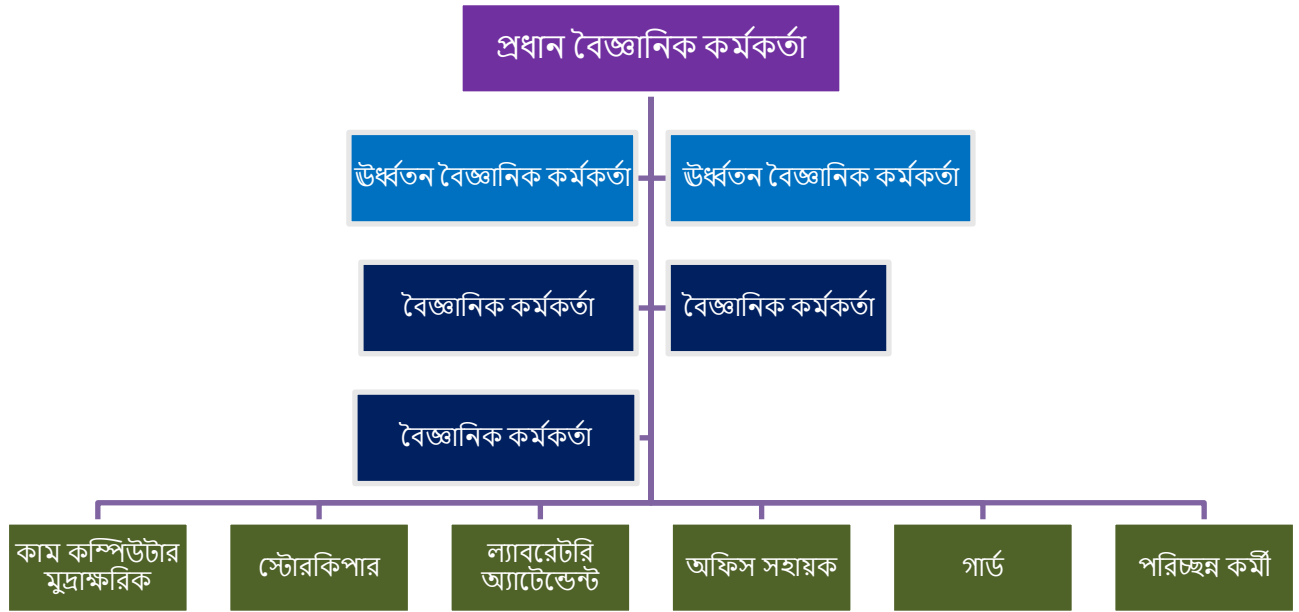 প্রধান বৈজ্ঞানিক কর্মকর্তা
ঊর্ধ্বতন বৈজ্ঞানিক কর্মকর্তা
ঊর্ধ্বতন বৈজ্ঞানিক কর্মকর্তা
বৈজ্ঞানিক কর্মকর্তা
বৈজ্ঞানিক কর্মকর্তা
বৈজ্ঞানিক কর্মকর্তা
কাম কম্পিউটার
মুদ্রাক্ষরিক
স্টোরকিপার
ল্যাবরেটরি
অ্যাটেন্ডেন্ট
অফিস সহায়ক
গার্ড
পরিচ্ছন্ন কর্মী